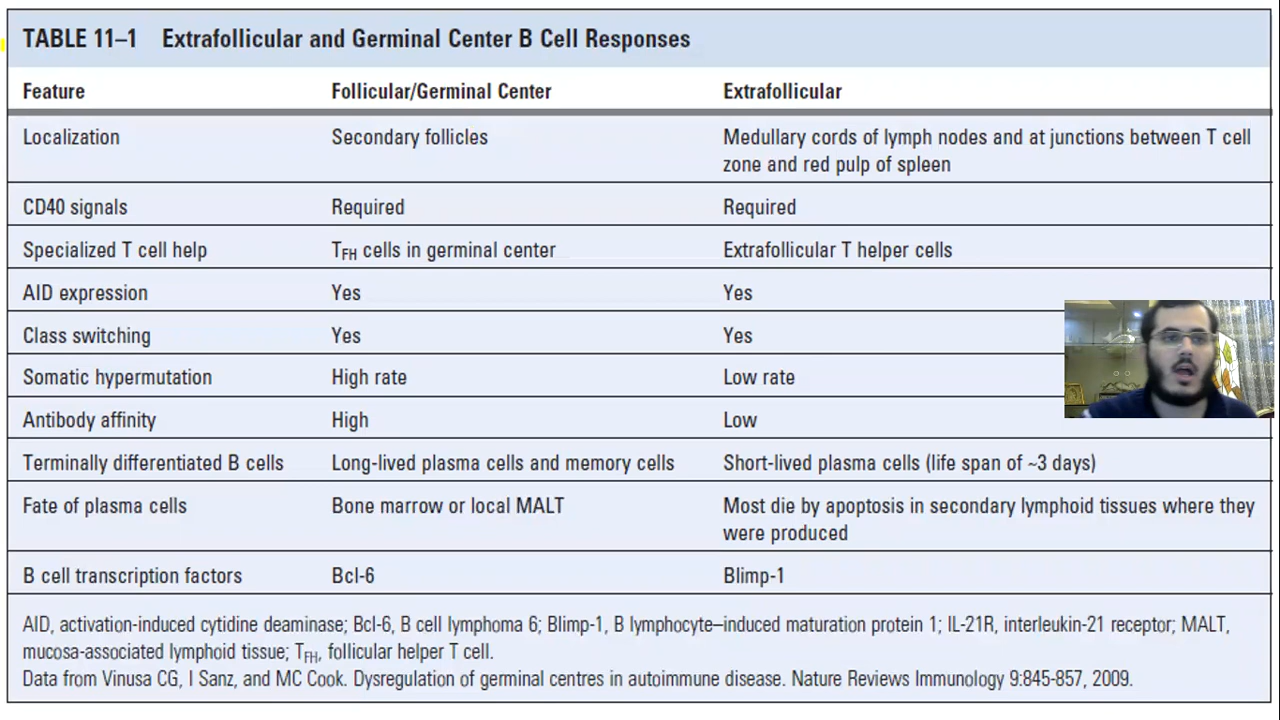 TABLE 11–1 Extrafollicular and Germinal Center B Cell Responses
Feature Follicular/Germinal Center Extrafollicular
Localization Secondary follicles Medullary cords of lymph nodes and at junctions between T cell
zone and red pulp of spleen
CD40 signals Required Required
Specialized T cell help TFH cells in germinal center Extrafollicular T helper cells
AID expression Yes Yes
Class switching Yes Yes
Somatic hypermutation High rate Low rate
Antibody affinity High Low
Terminally differentiated B cells Long-lived plasma cells and memory cells Short-lived plasma cells (life span of ~3 days)
Fate of plasma cells Bone marrow or local MALT Most die by apoptosis in secondary lymphoid tissues where they
were produced
B cell transcription factors Bcl-6 Blimp-1
AID, activation-induced cytidine deaminase; Bcl-6, B cell lymphoma 6; Blimp-1, B lymphocyte–induced maturation protein 1; IL-21R, interleukin-21 receptor; MALT,
mucosa-associated lymphoid tissue; TFH, follicular helper T cell.
Data from Vinusa CG, I Sanz, and MC Cook. Dysregulation of germinal centres in autoimmune disease. Nature Reviews Immunology 9:845-857, 2009.